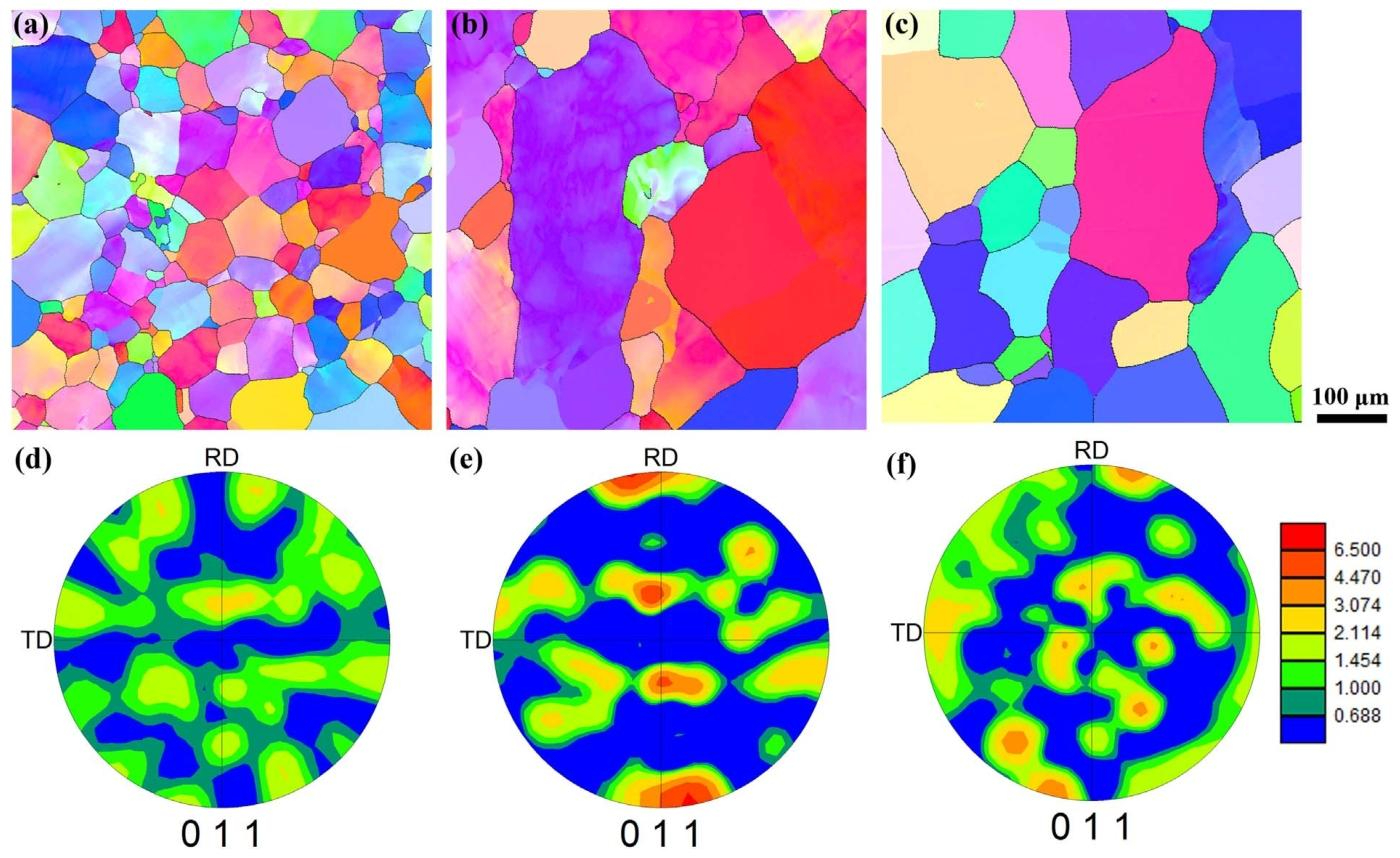 (a)
(b)
(c)
100 μm
(d)
RD
TD
0 1 1
(e)
RD
TD
0 1 1
(f)
RD
TD
0 1 1
6.500
4.470
3.074
2.114
1.454
1.000
0.688